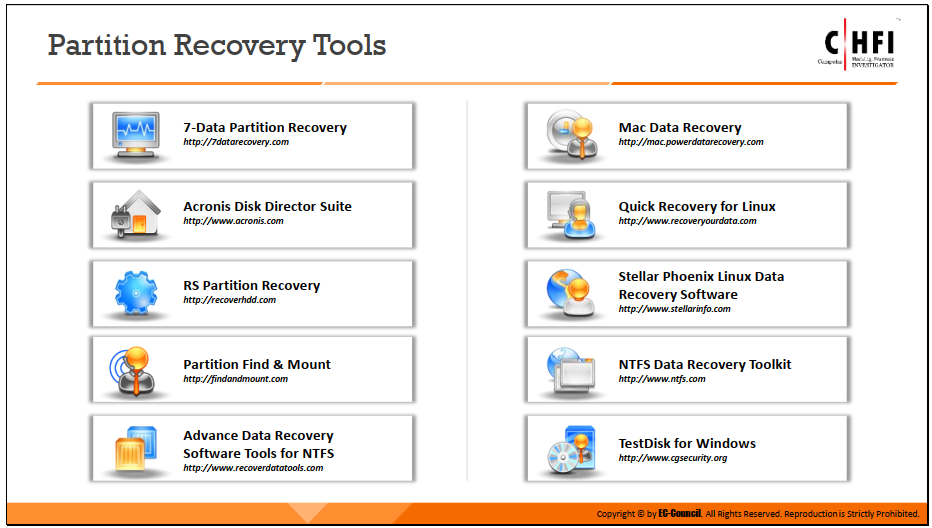 Partition Recovery Tools
CHFI
Computer Hacking Forensic
INVESTIGATOR
7-Data Partition Recovery
http://7datarecovery.com
Acronis Disk Director Suite
http://www.acronis.com
RS Partition Recovery
http://recoverhdd.com
Partition Find & Mount
http://findandmount.com
Advance Data Recovery
Software Tools for NTFS
http://www.recoverdatatools.com
Mac Data Recovery
http://mac.powerdatarecovery.com
Quick Recovery for Linux
http://www.recoveryourdata.com
Stellar Phoenix Linux Data
Recovery Software
http://www.stellarinfo.com
NTFS Data Recovery Toolkit
http://www.ntfs.com
TestDisk for Windows
http://www.cgsecurity.org
Copyright © by EC-Council. All Rights Reserved. Reproduction is Strictly Prohibited.